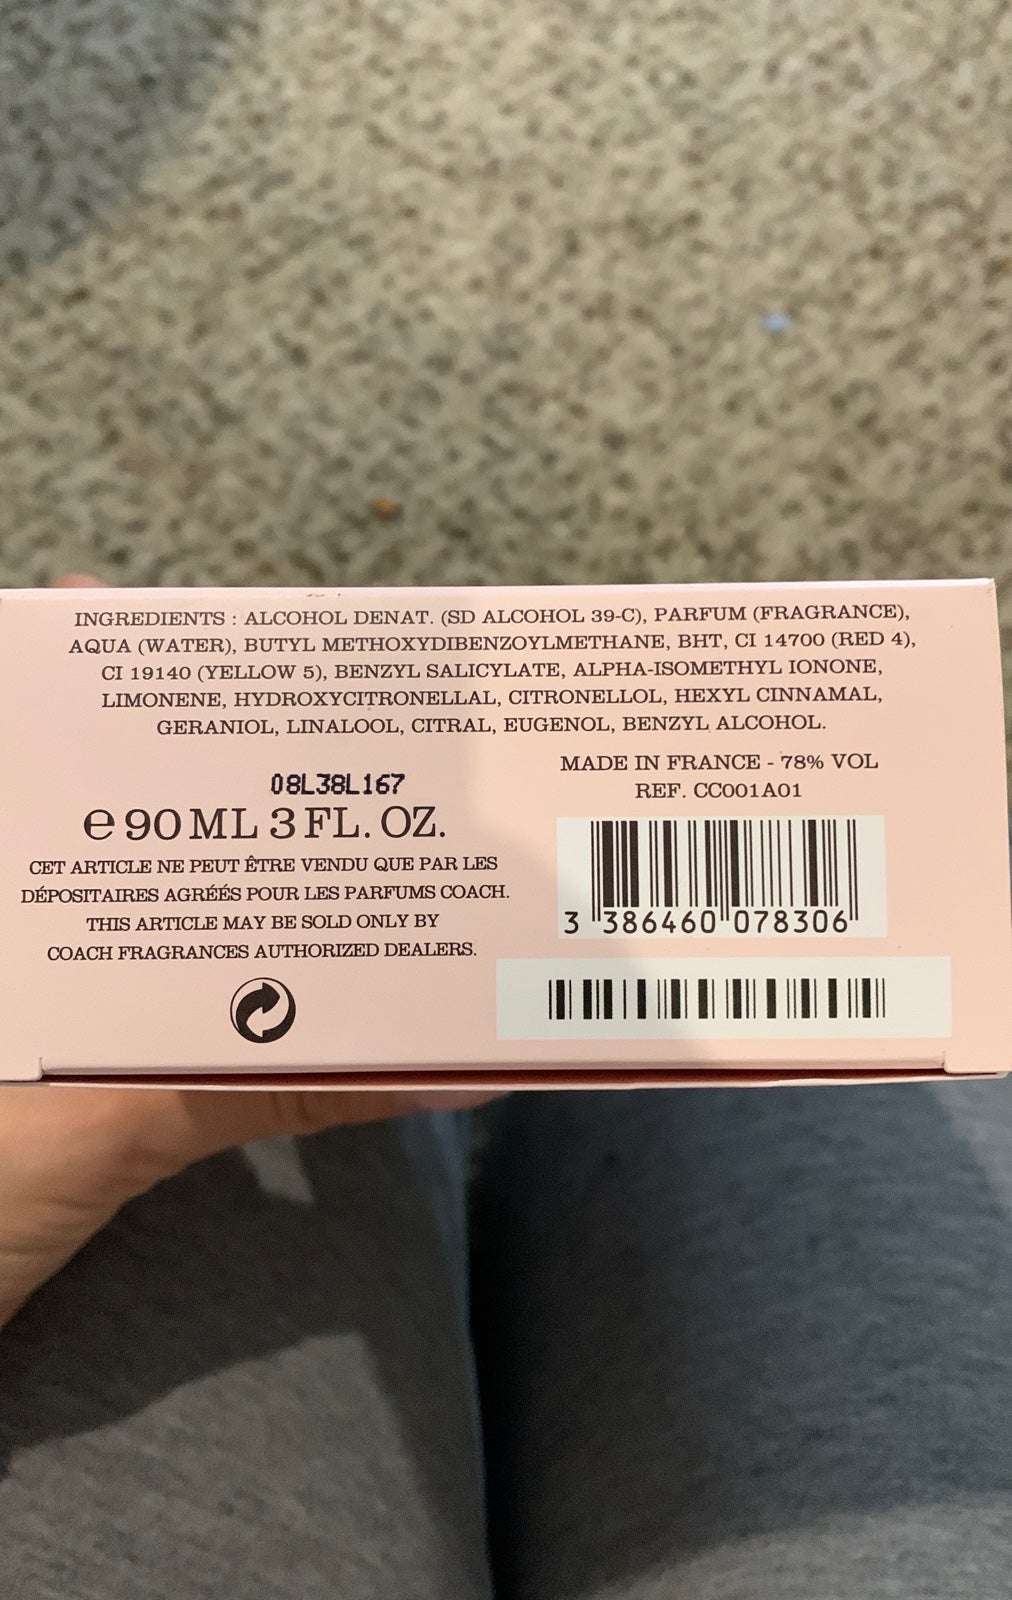 INGREDIENTS : ALCOHOL DENAT. (SD ALCOHOL 39-C), PARFUM (FRAGRANCE),
AQUA (WATER), BUTYL METHOXYDIBENZOYLMETHANE, BHT, CI 14700 (RED 4),
CI 19140 (YELLOW 5), BENZYL SALICYLATE, ALPHA-ISOMETHYL IONONE,
LIMONENE, HYDROXYCITRONELLAL, CITRONELLOL, HEXYL CINNAMAL,
GERANIOL, LINALOOL, CITRAL, EUGENOL, BENZYL ALCOHOL.
08L38L167
℮ 90 ML 3 FL. OZ.
CET ARTICLE NE PEUT ÊTRE VENDU QUE PAR LES
DÉPOSITAIRES AGRÉÉS POUR LES PARFUMS COACH.
THIS ARTICLE MAY BE SOLD ONLY BY
COACH FRAGRANCES AUTHORIZED DEALERS.
MADE IN FRANCE - 78% VOL
REF. CC001A01
3 386460 078306